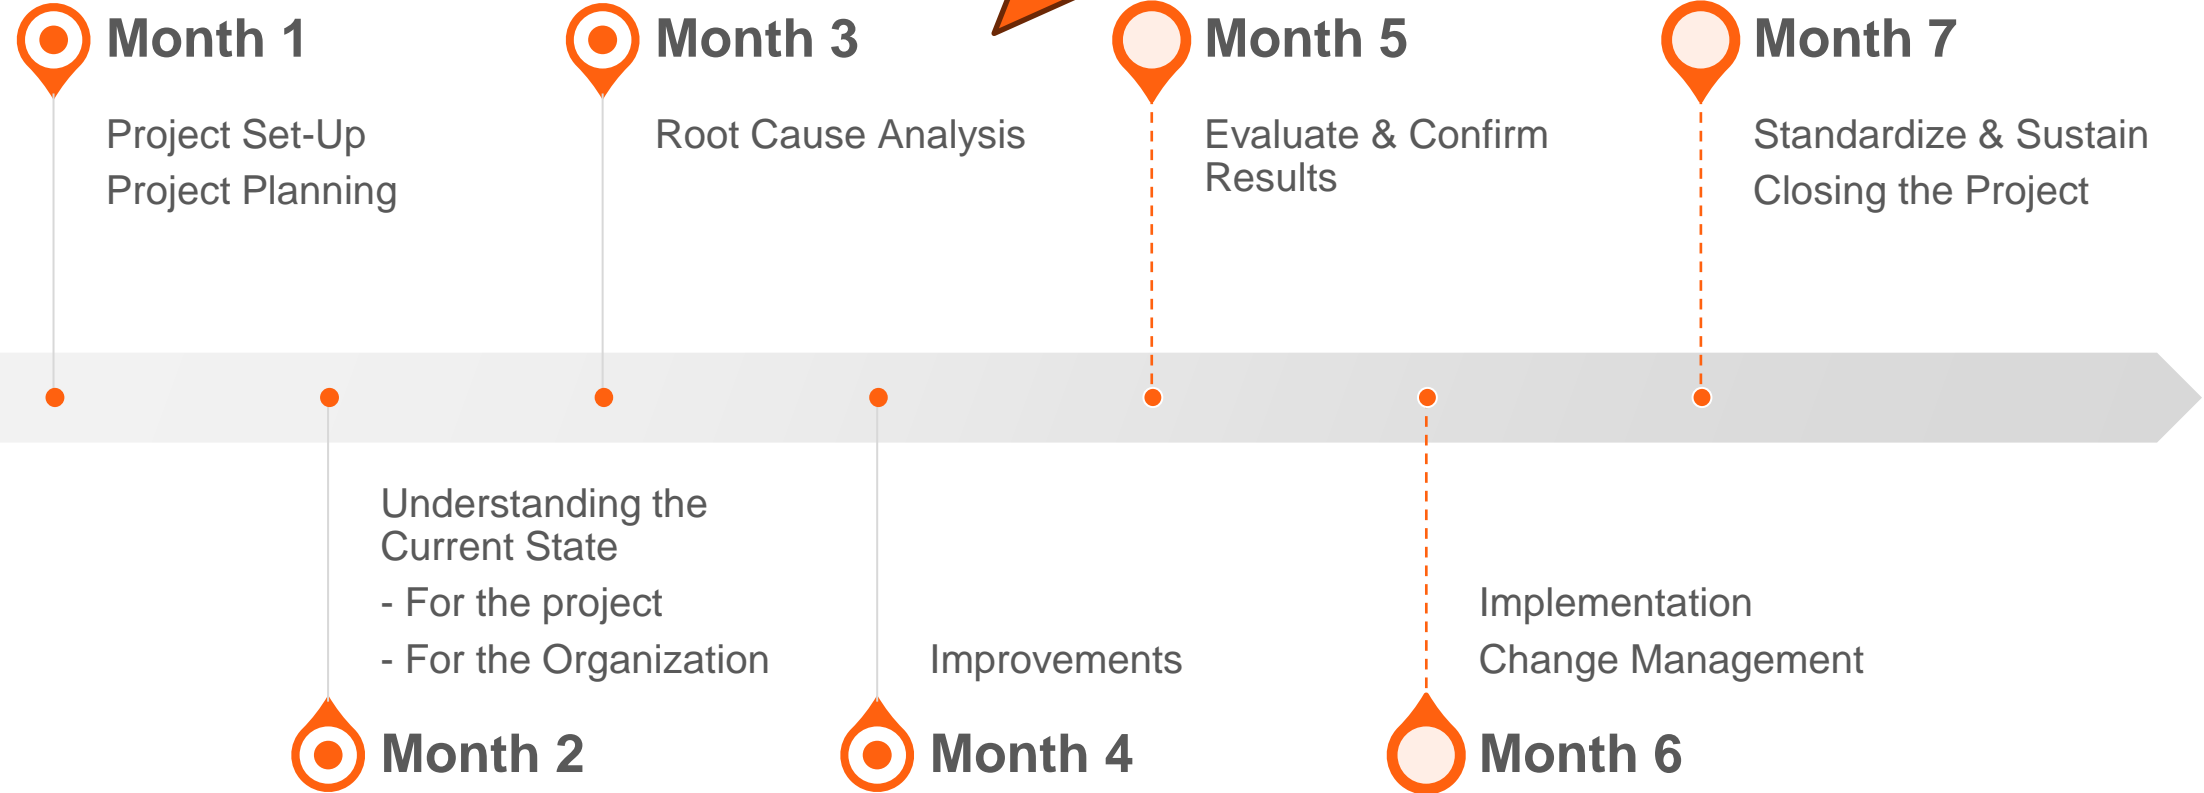 Month 1
Project Set-Up
Project Planning
Month 3
Root Cause Analysis
Month 5
Evaluate & Confirm
Results
Month 7
Standardize & Sustain
Closing the Project
Understanding the
Current State
- For the project
- For the Organization
Month 2
Improvements
Month 4
Implementation
Change Management
Month 6